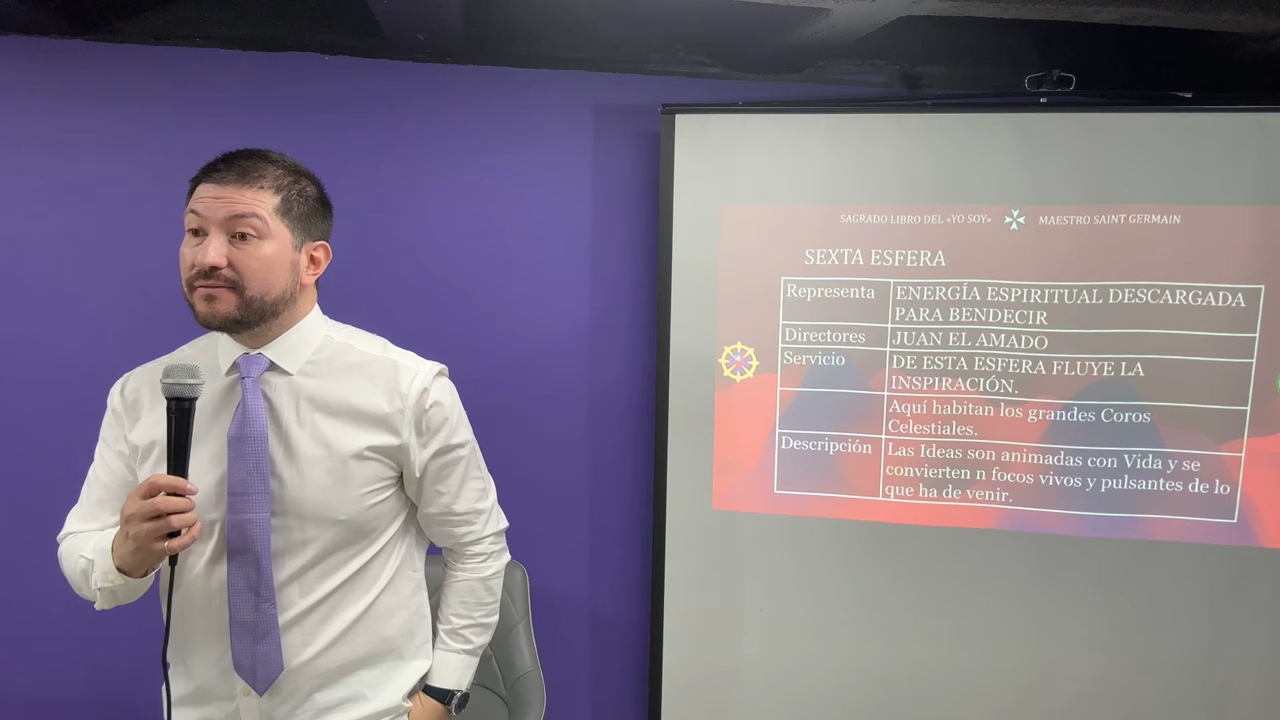 SAGRADO LIBRO DEL «YO SOY» MAESTRO SAINT GERMAIN
SEXTA ESFERA
Representa ENERGÍA ESPIRITUAL DESCARGADA
PARA BENDECIR
Directores JUAN EL AMADO
Servicio DE ESTA ESFERA FLUYE LA
INSPIRACIÓN.
Aquí habitan los grandes Coros
Celestiales.
Descripción Las Ideas son animadas con Vida y se
convierten n focos vivos y pulsantes de lo
que ha de venir.